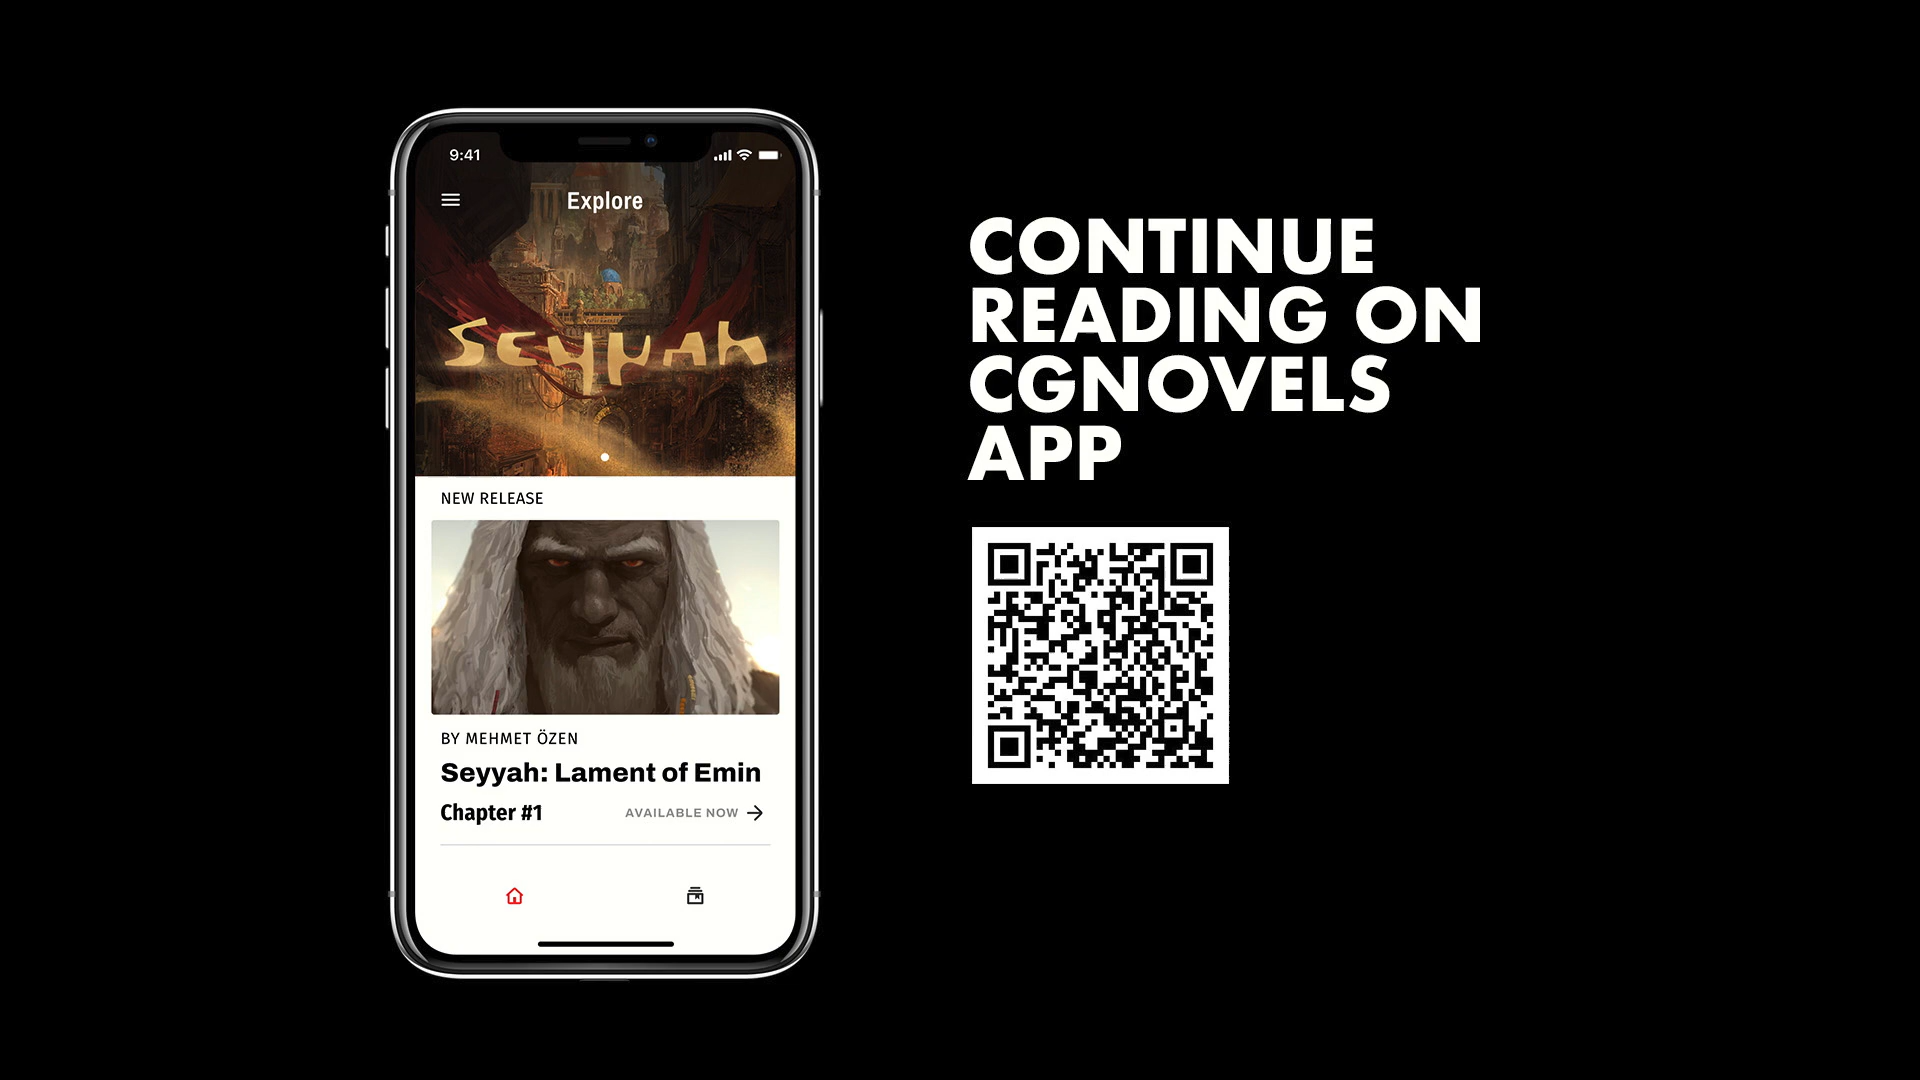 9:41
Explore
Seyyah
NEW RELEASE
BY MEHMET ÖZEN
Seyyah: Lament of Emin
Chapter #1
AVAILABLE NOW
CONTINUE
READING ON
CGNOVELS
APP